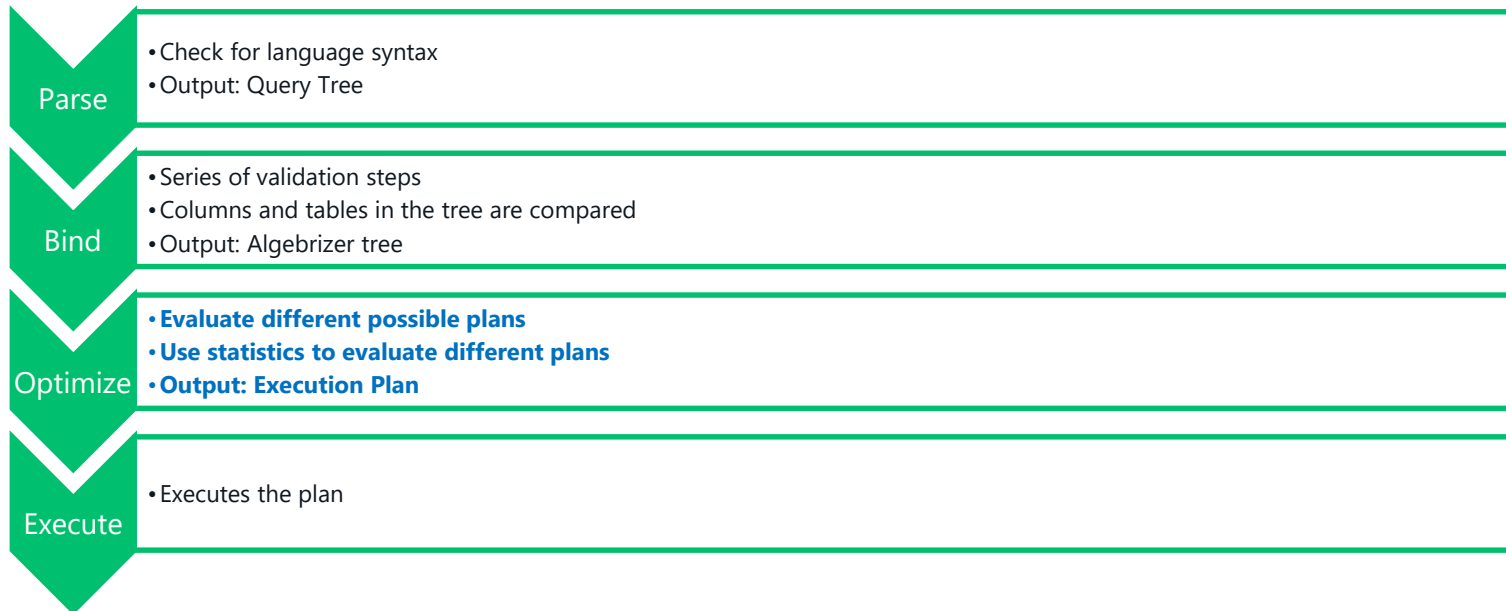 Parse
•Check for language syntax
•Output: Query Tree
Bind
•Series of validation steps
•Columns and tables in the tree are compared
•Output: Algebrizer tree
Optimize
•Evaluate different possible plans
•Use statistics to evaluate different plans
•Output: Execution Plan
Execute
•Executes the plan